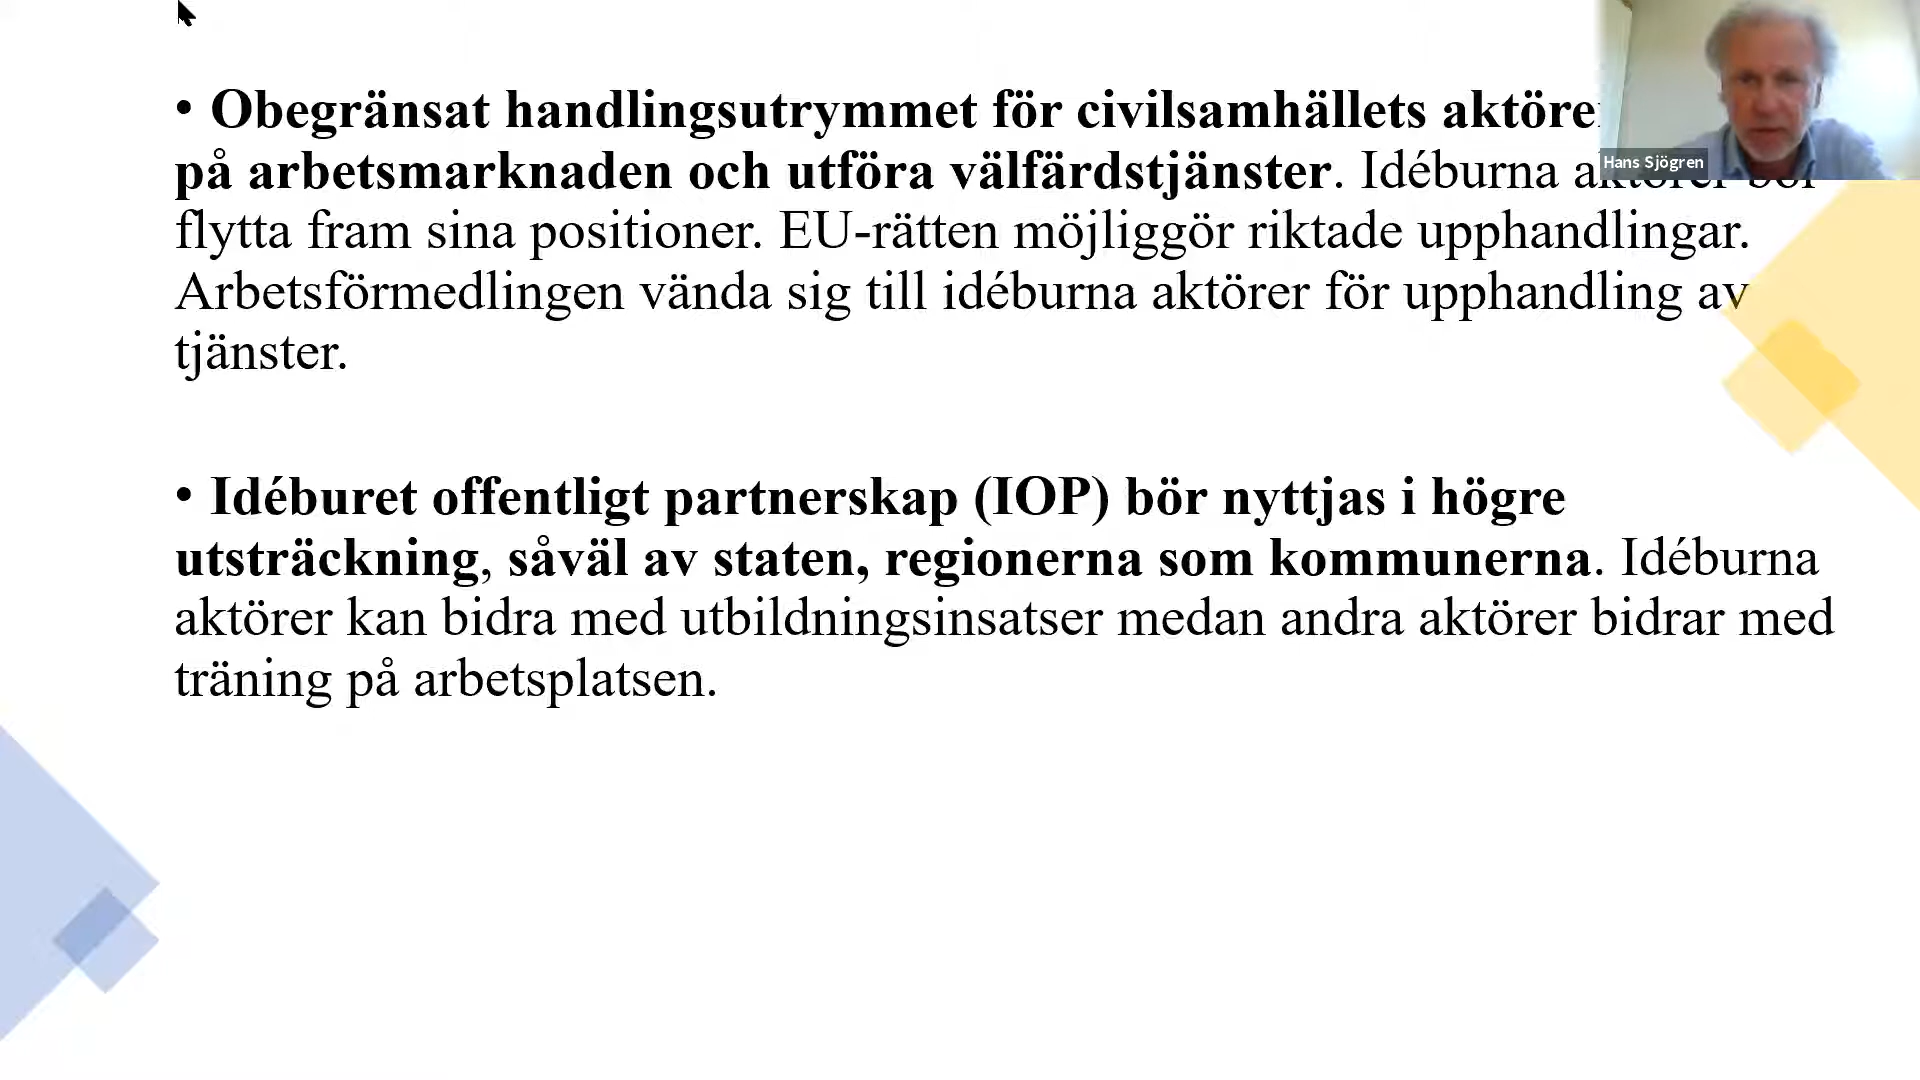 • Obegränsat handlingsutrymmet för civilsamhällets
på arbetsmarknaden och utföra välfärdstjänster. Idéburna
flytta fram sina positioner. EU-rätten möjliggör riktade upphandlingar.
Arbetsförmedlingen vända sig till idéburna aktörer för upphandling av
tjänster.
• Idéburet offentligt partnerskap (IOP) bör nyttjas i högre
utsträckning, såväl av staten, regionerna som kommunerna. Idéburna
aktörer kan bidra med utbildningsinsatser medan andra aktörer bidrar med
träning på arbetsplatsen.
Hans Sjögren